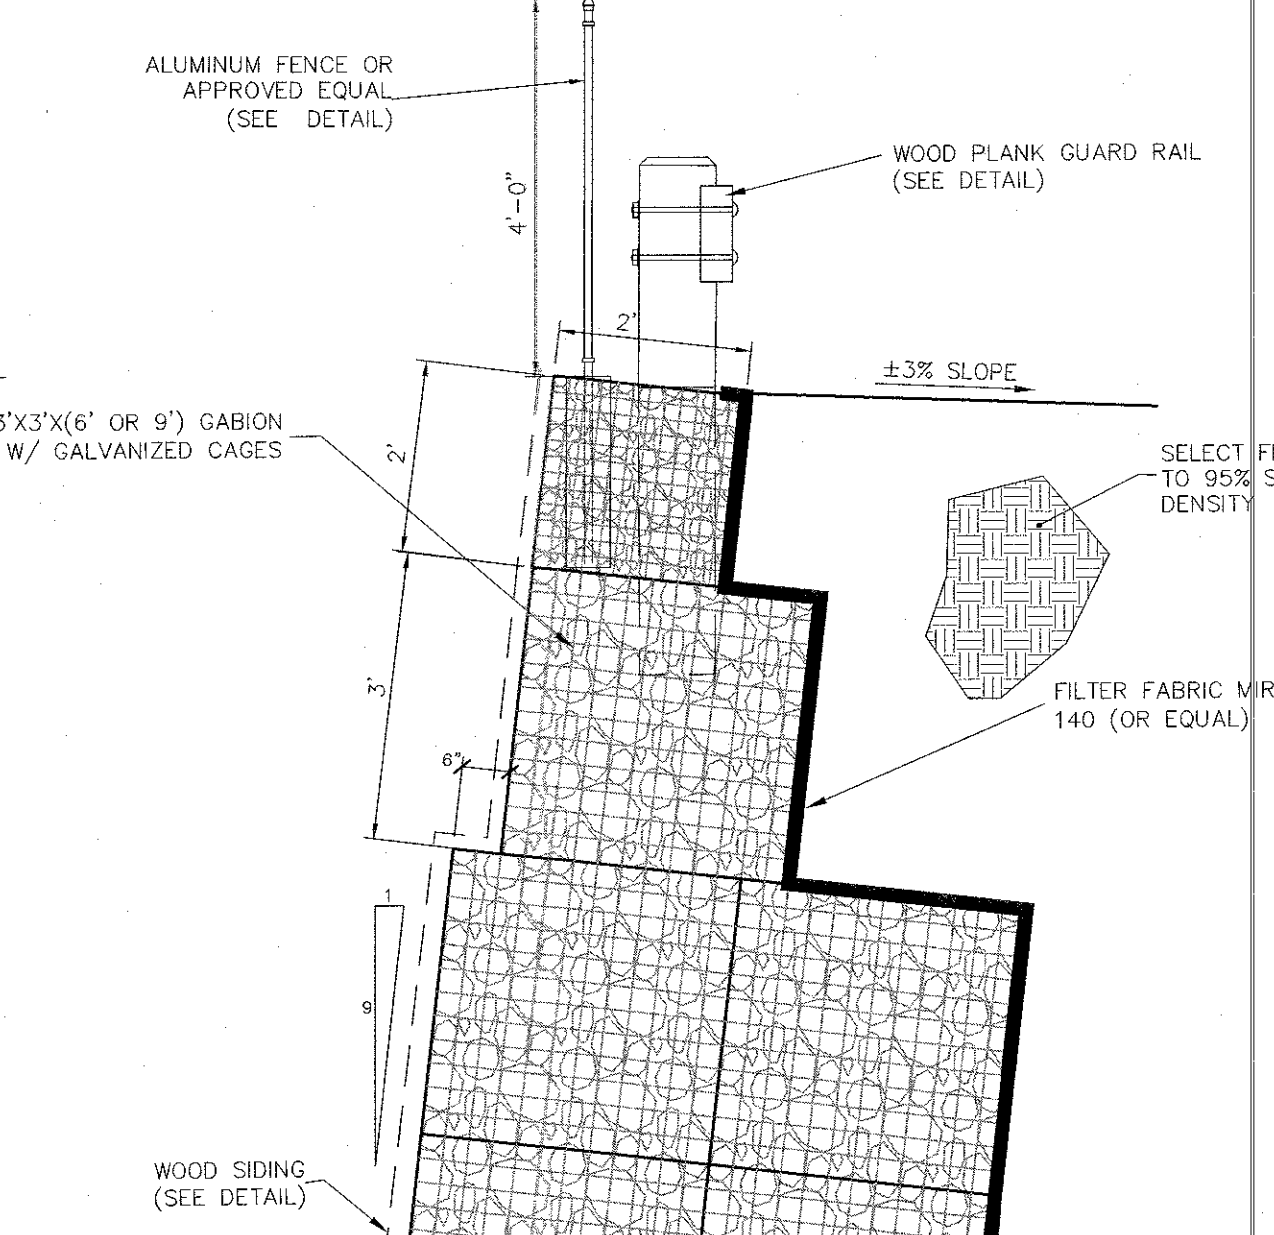 ALUMINUM FENCE OR
APPROVED EQUAL
(SEE DETAIL)
4'-0"
WOOD PLANK GUARD RAIL
(SEE DETAIL)
2'
±3% SLOPE
3'X3'X(6' OR 9') GABION
W/ GALVANIZED CAGES
2'
SELECT
TO 95%
DENSITY
3'
FILTER FABRIC
140 (OR EQUAL)
6"
1
9
WOOD SIDING
(SEE DETAIL)